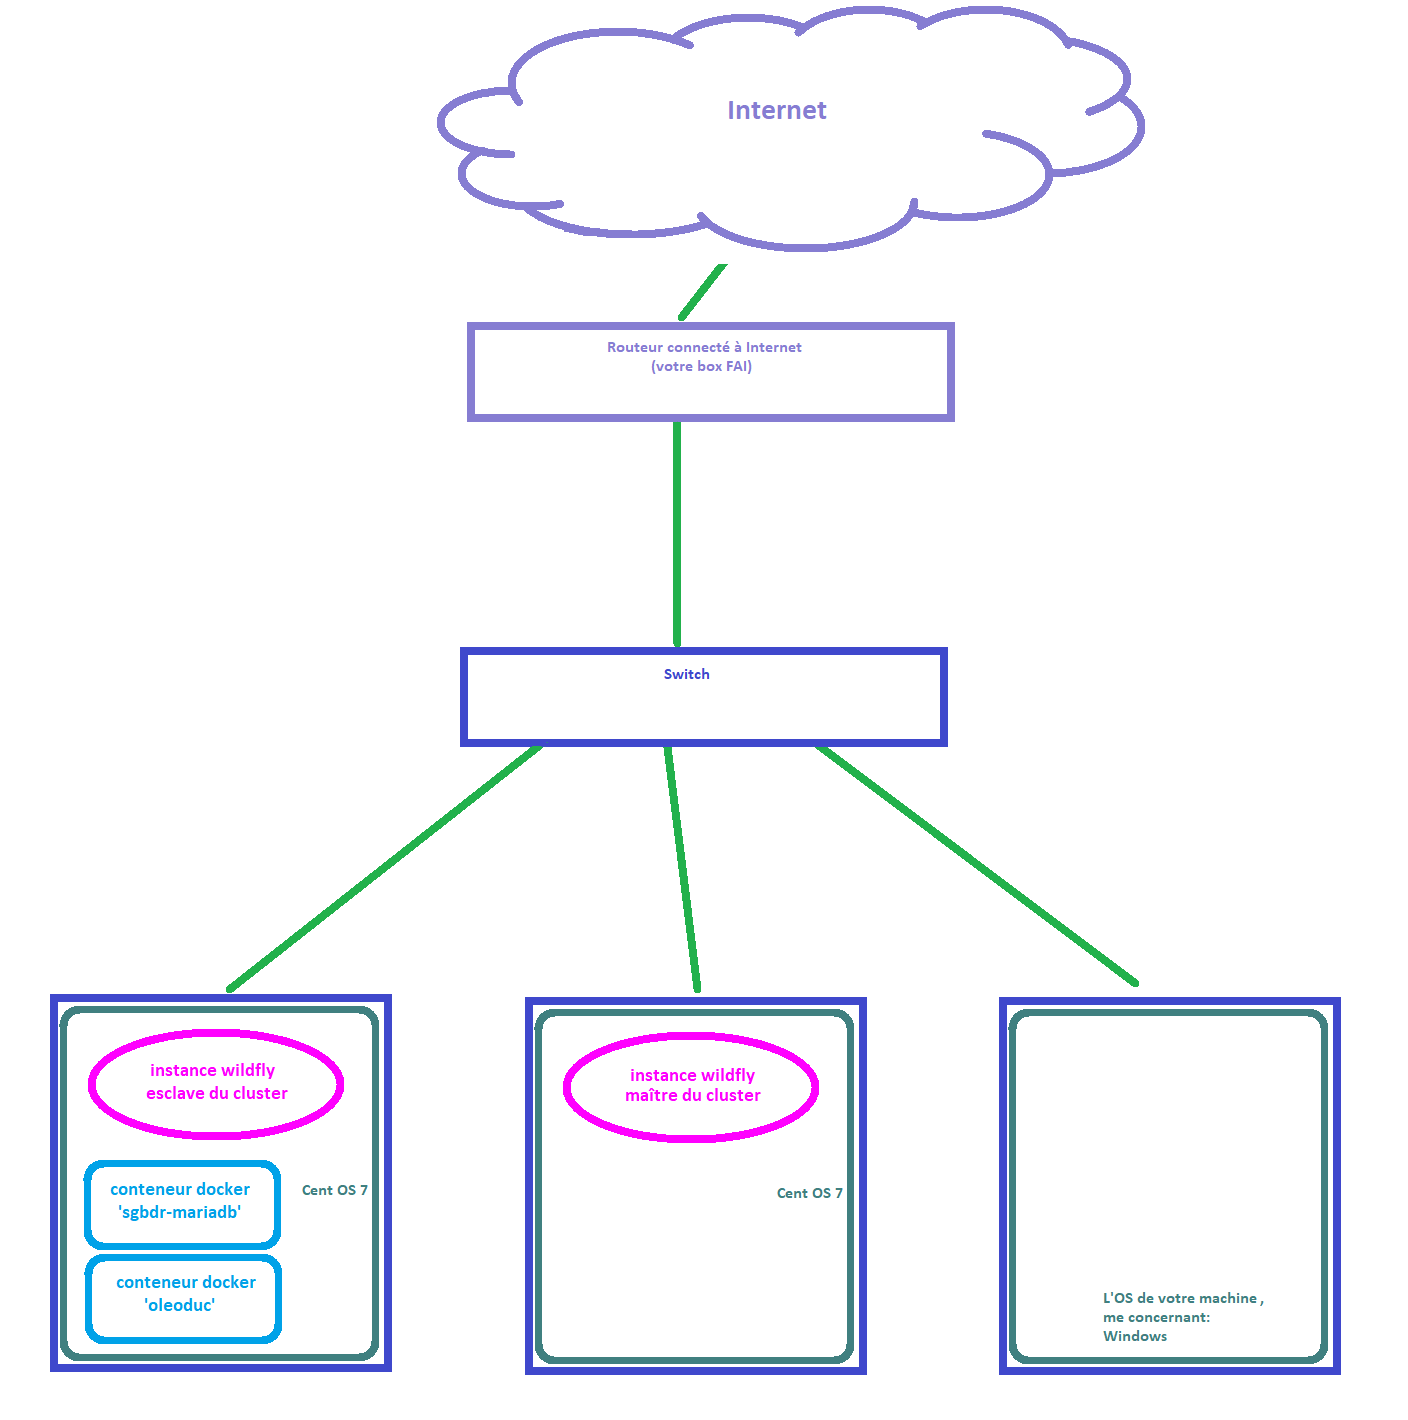 Internet
Routeur connecté à Internet
(votre box FAI)
Switch
instance wildfly
esclave du cluster
conteneur docker
'sgbdr-mariadb'
Cent OS 7
conteneur docker
'oleoduc'
instance wildfly
maître du cluster
Cent OS 7
L'OS de votre machine ,
me concernant:
Windows